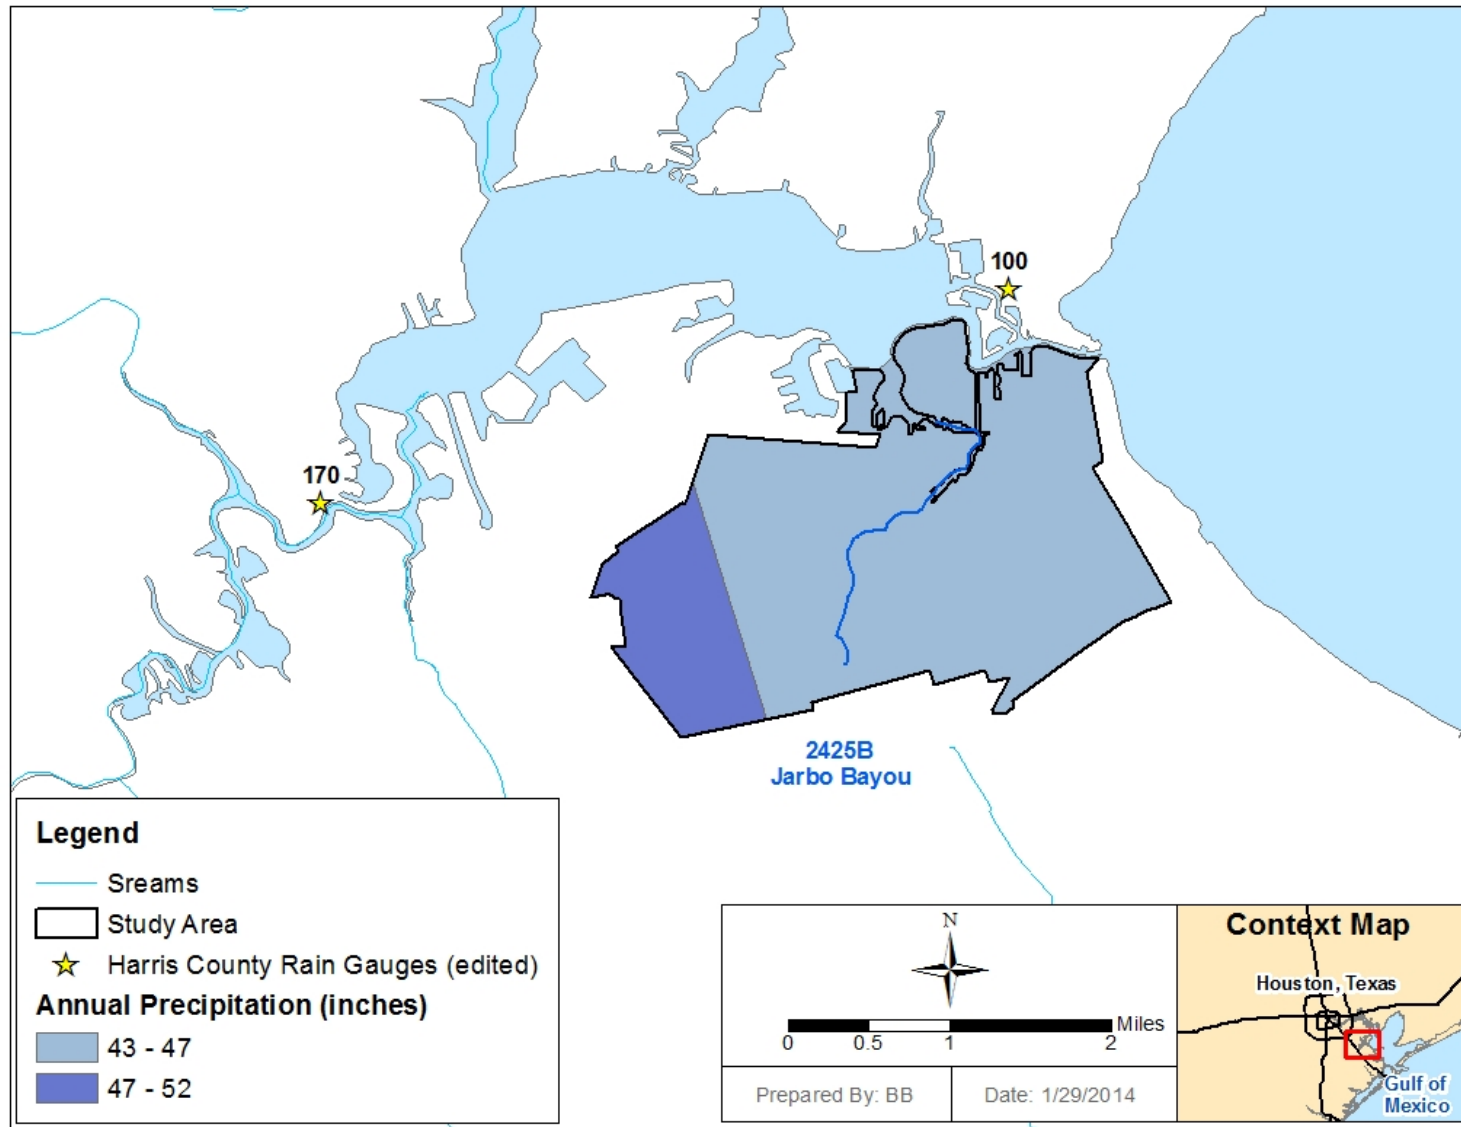 100
170
2425B
Jarbo Bayou
Legend
Sreams
Study Area
Harris County Rain Gauges (edited)
Annual Precipitation (inches)
43 - 47
47 - 52
N
Miles
0 0.5 1 2
Prepared By: BB
Date: 1/29/2014
Context Map
Houston, Texas
Gulf of
Mexico